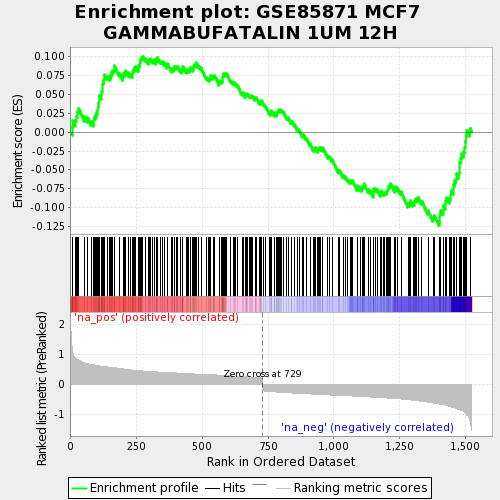 Enrichment plot: GSE85871 MCF7
GAMMABUFATALIN 1UM 12H
Enrichment score (ES)
0.100
0.075
0.050
0.025
0.000
-0.025
-0.050
-0.075
-0.100
-0.125
'na_pos' (positively correlated)
Ranked list metric (PreRanked)
2
1
0
-1
Zero cross at 729
'na_neg' (negatively correlated)
0
250
500
750
1,000
1,250
1,500
Rank in Ordered Dataset
Enrichment profile
Hits
Ranking metric scores